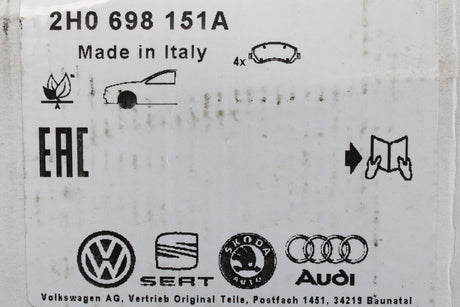 2H0 698 151A
Made in Italy
4x
EAC
SEAT
ŠKODA
AUTO
Audi
Volkswagen AG, Vertrieb Original Teile, Postfach 1451, 34219 Baunatal